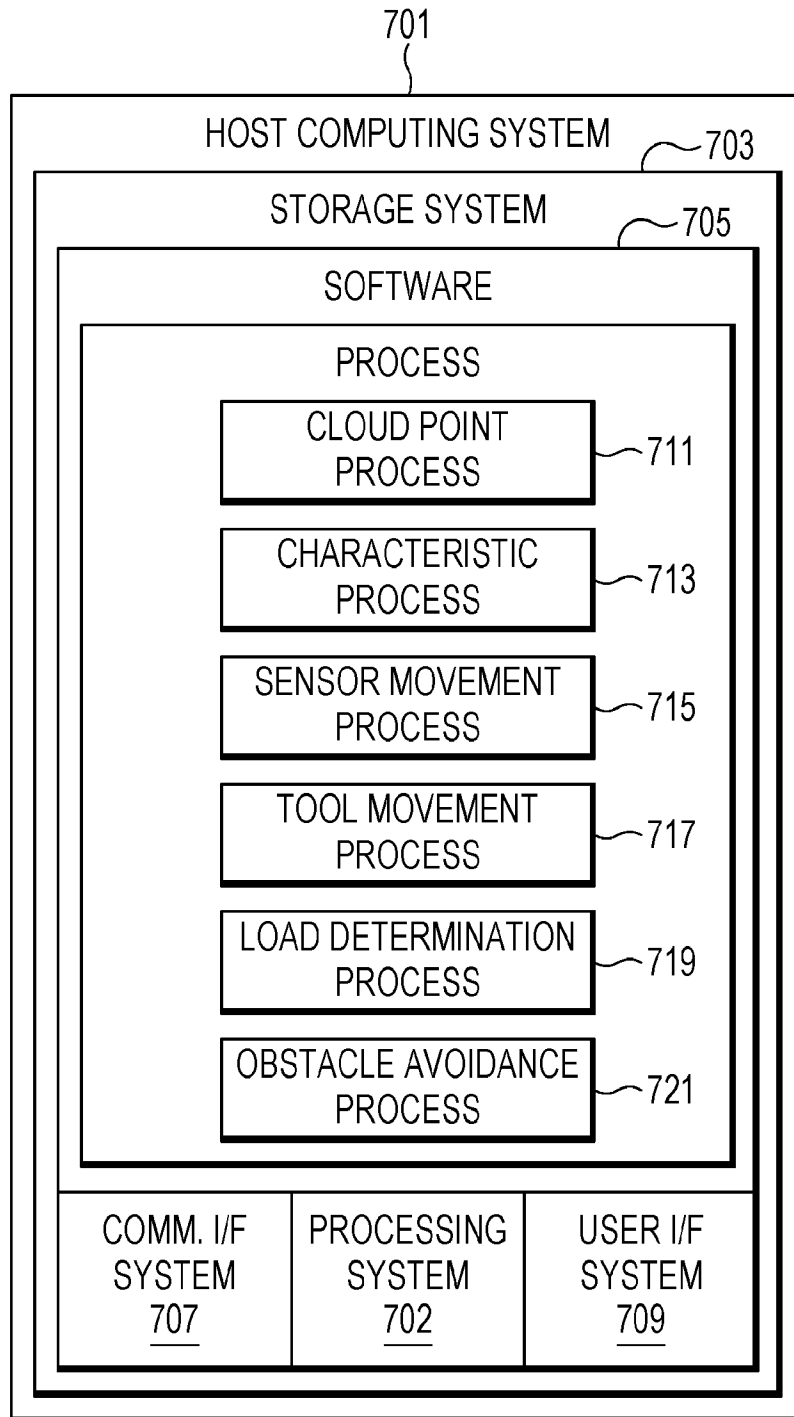 701
HOST COMPUTING SYSTEM
703
STORAGE SYSTEM
705
SOFTWARE
PROCESS
CLOUD POINT
PROCESS
711
CHARACTERISTIC
PROCESS
713
SENSOR MOVEMENT
PROCESS
715
TOOL MOVEMENT
PROCESS
717
LOAD DETERMINATION
PROCESS
719
OBSTACLE AVOIDANCE
PROCESS
721
COMM. I/F
SYSTEM
707
PROCESSING
SYSTEM
702
USER I/F
SYSTEM
709